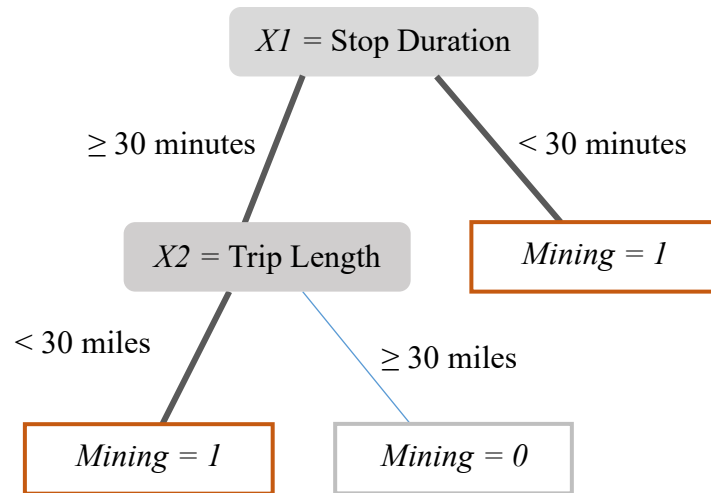 X1 = Stop Duration
≥ 30 minutes
< 30 minutes
X2 = Trip Length
Mining = 1
< 30 miles
≥ 30 miles
Mining = 1
Mining = 0